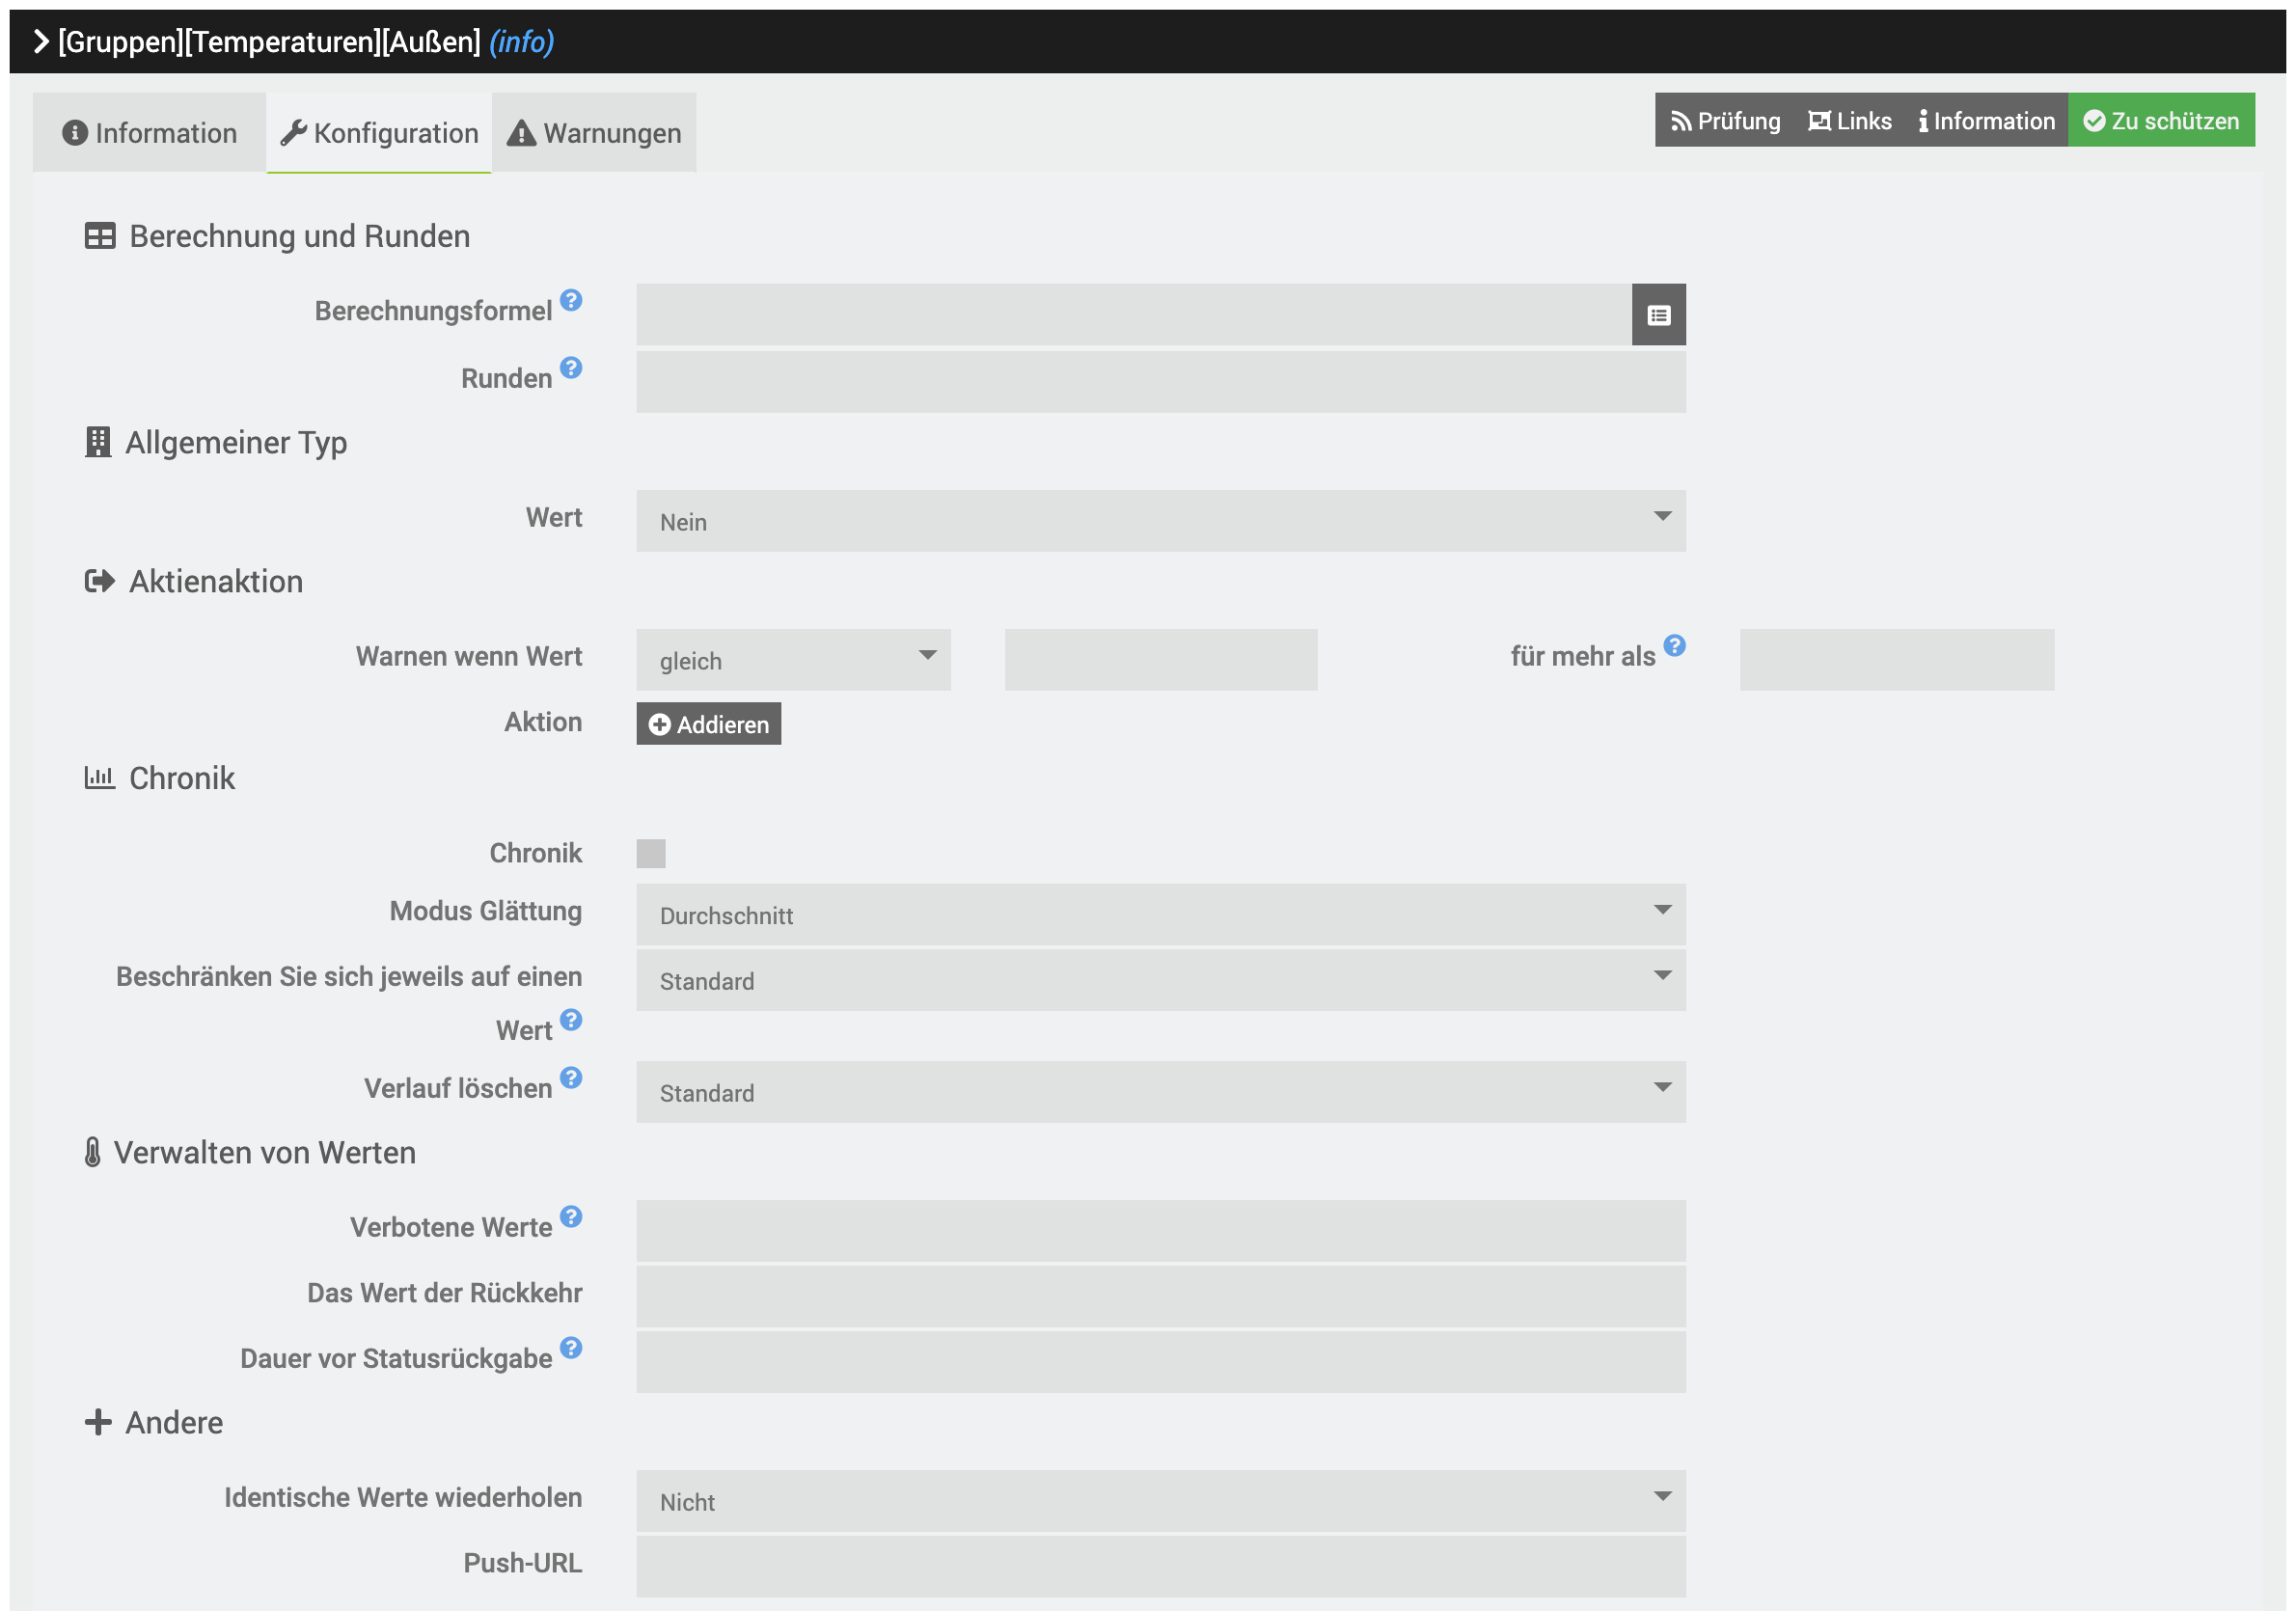 [Gruppen][Temperaturen][Außen] (info)
Information Konfiguration Warnungen
Prüfung Links Information Zu schützen
Berechnung und Runden
Berechnungsformel
Runden
Allgemeiner Typ
Wert Nein
Aktienaktion
Warnen wenn Wert gleich für mehr als
Aktion Addieren
Chronik
Chronik
Modus Glättung Durchschnitt
Beschränken Sie sich jeweils auf einen Standard
Wert
Verlauf löschen Standard
Verwalten von Werten
Verbotene Werte
Das Wert der Rückkehr
Dauer vor Statusrückgabe
Andere
Identische Werte wiederholen Nicht
Push-URL